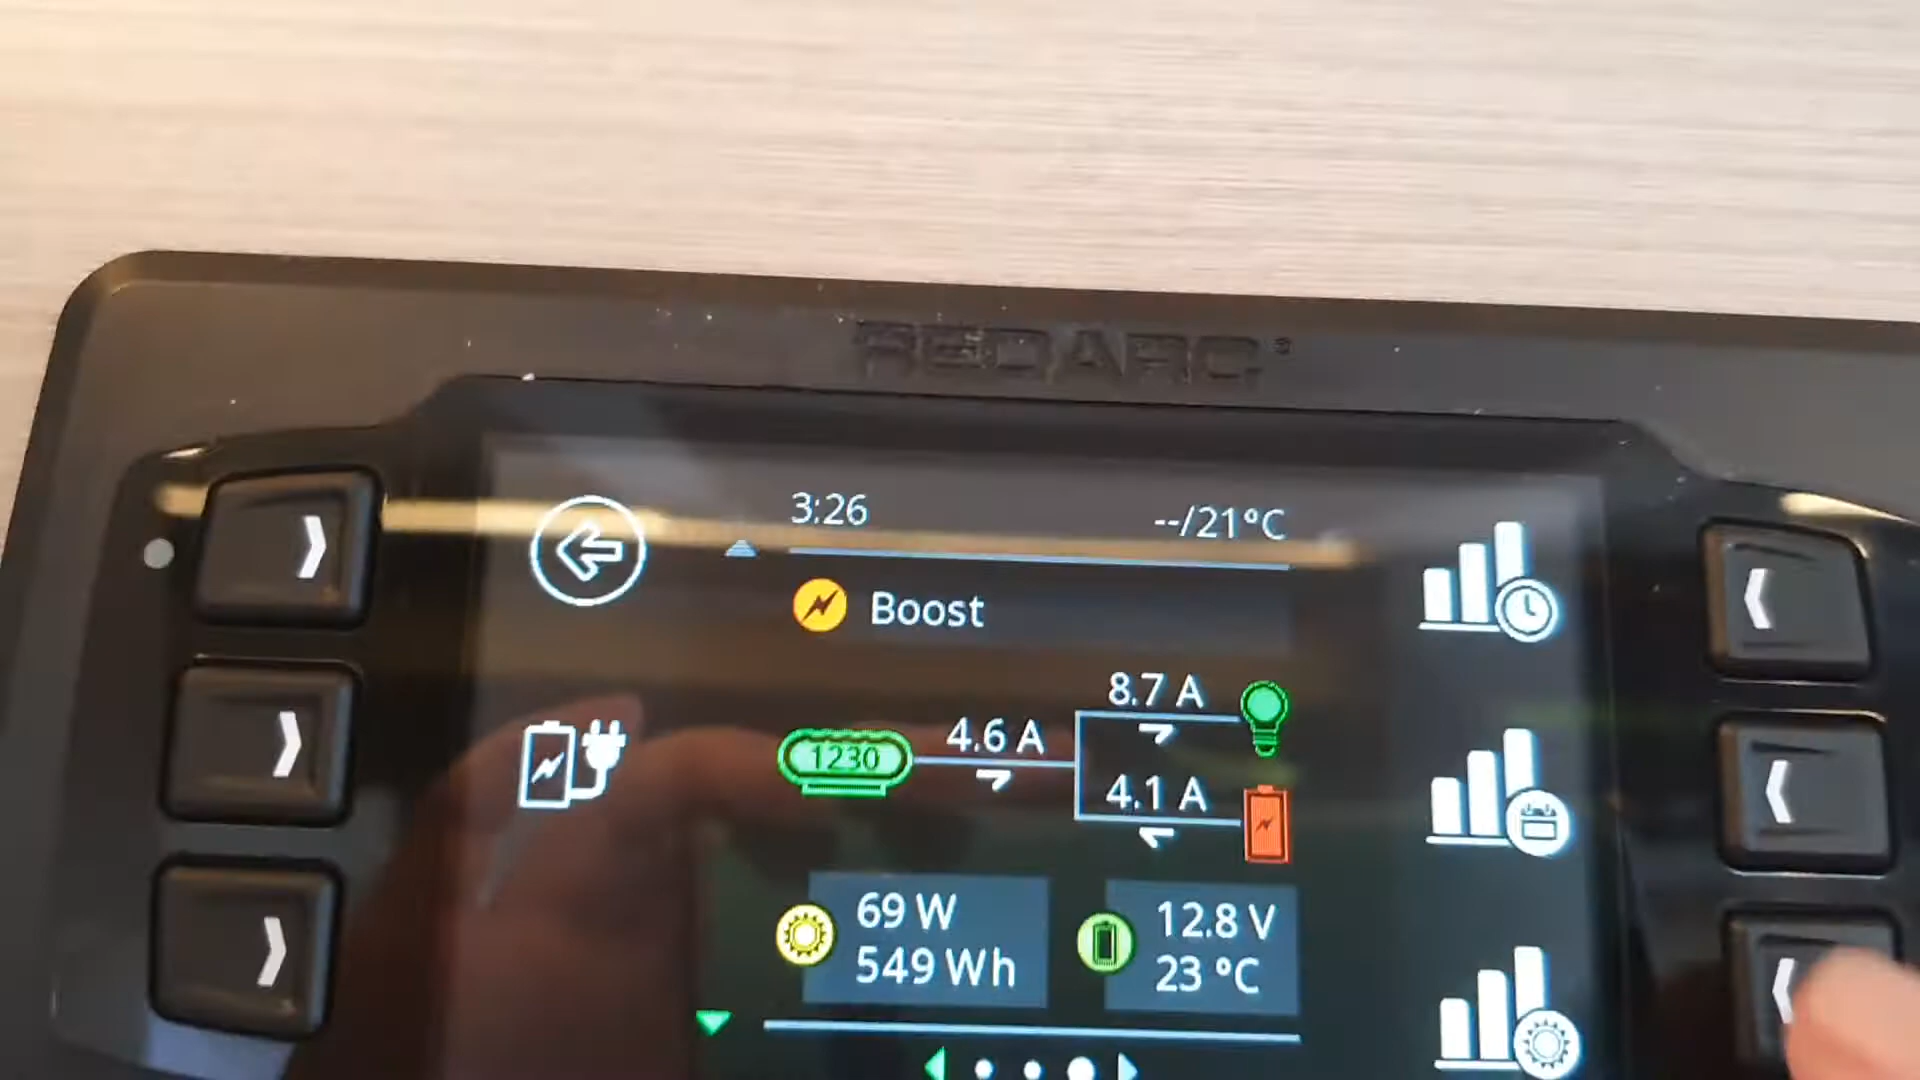 REDARC®
3:26 --/21°C
Boost
8.7 A
1230 4.6 A
4.1 A
69 W
549 Wh
12.8 V
23 °C